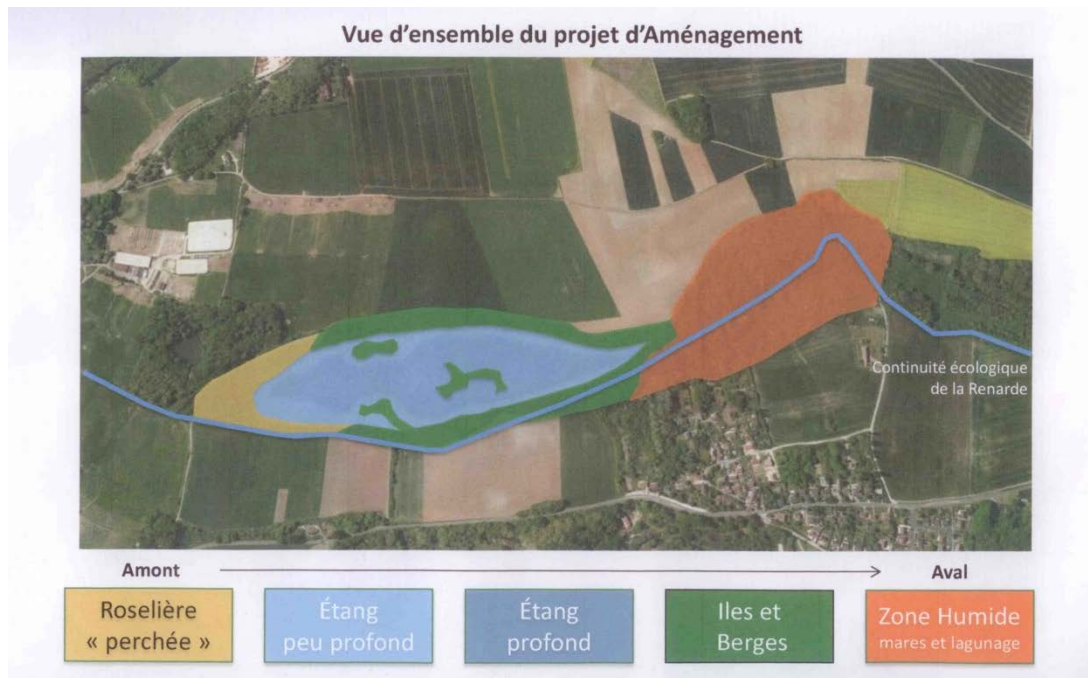 Vue d'ensemble du projet d'Aménagement
Continuité écologique
de la Renarde
Amont
Aval
Roselière
« perchée »
Étang
peu profond
Étang
profond
Iles et
Berges
Zone Humide
mares et lagunage